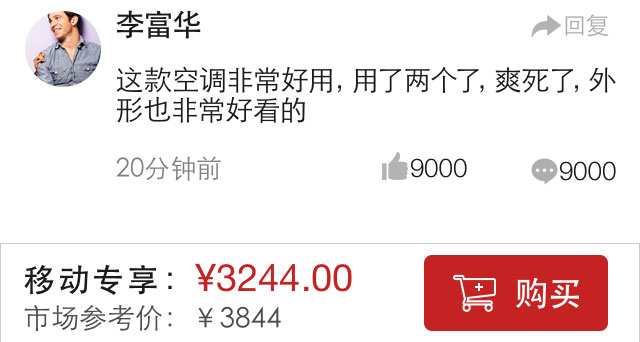 李富华
回复
这款空调非常好用, 用了两个了, 爽死了, 外
形也非常好看的
20分钟前
9000
9000
移动专享：¥3244.00
购买
市场参考价：¥3844